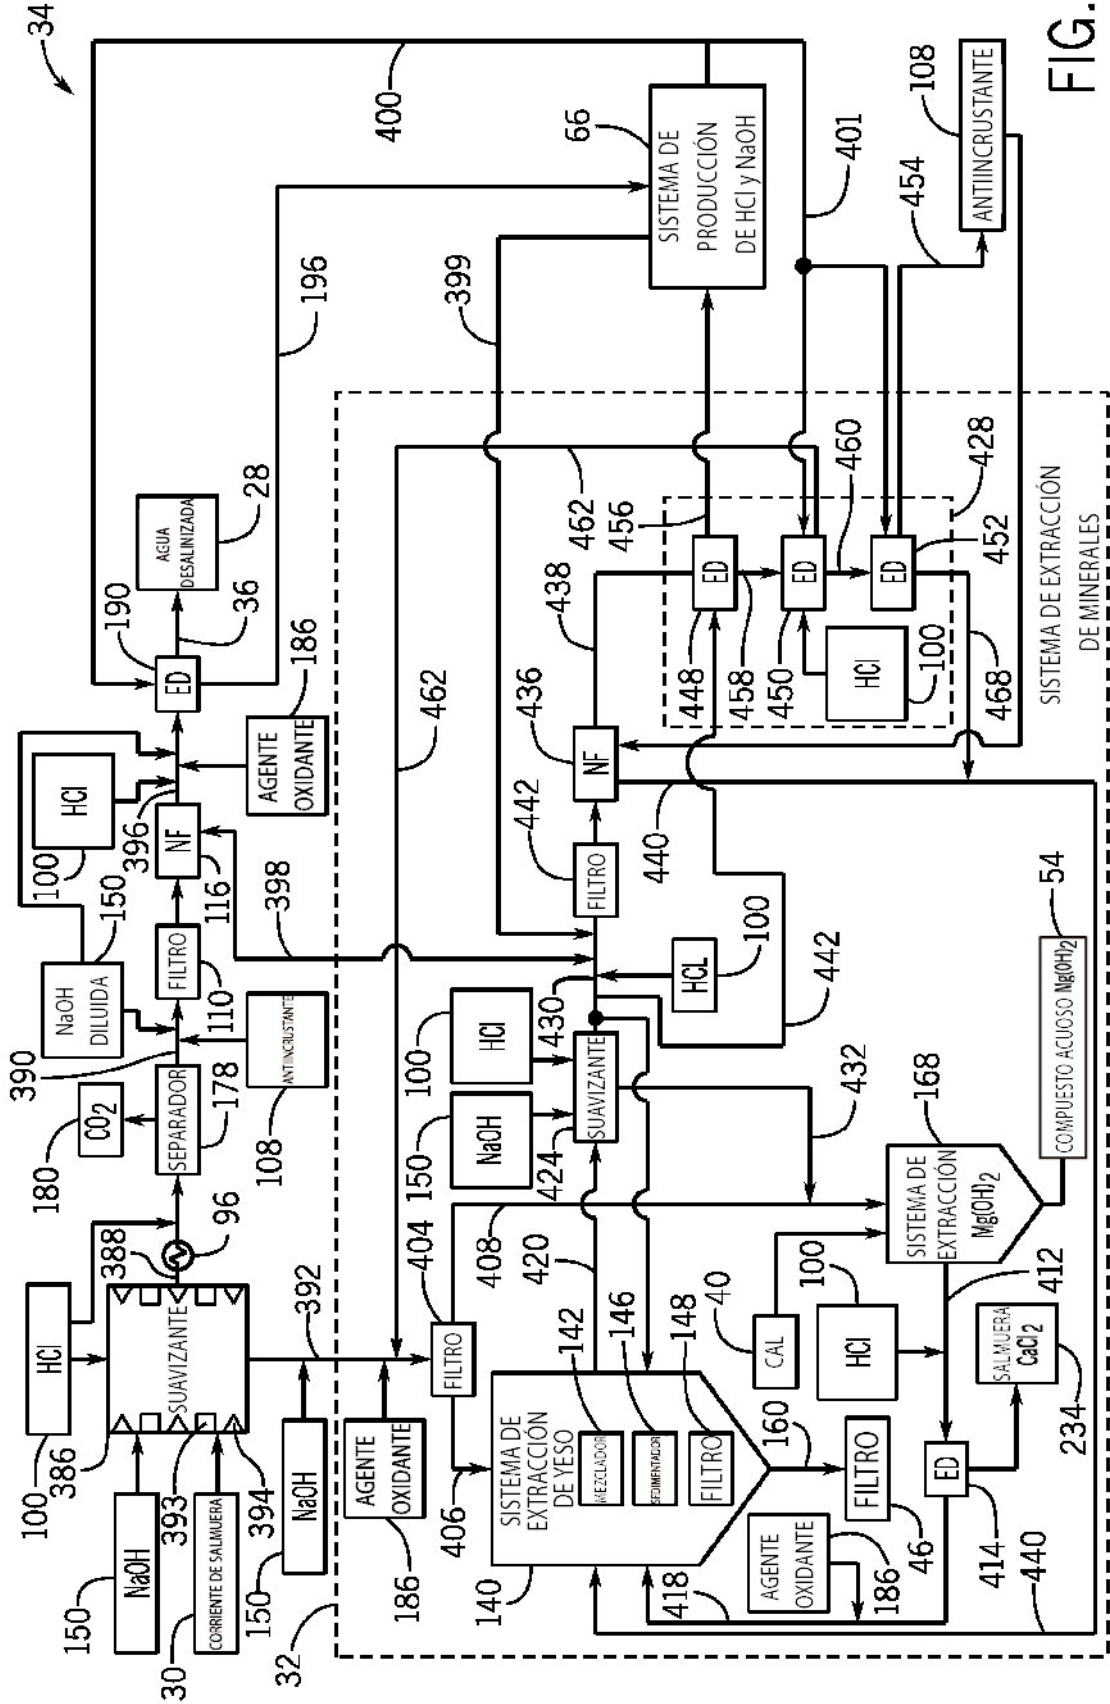 34
HCl
100
386
SUAVIZANTE
NaOH
150
CORRIENTE DE SALMUERA
30
393
394
NaOH
150
388
96
392
CO2
180
SEPARADOR
178
390
ANTIINCRUSTANTE
108
NaOH
DILUIDA
150
FILTRO
110
NF
116
HCl
100
396
398
AGENTE
OXIDANTE
186
ED
190
36
AGUA
DESALINIZADA
28
196
400
399
SISTEMA DE
PRODUCCIÓN
DE HCl y NaOH
66
401
454
ANTIINCRUSTANTE
108
FIG.
32
AGENTE
OXIDANTE
186
FILTRO
404
406
408
462
SISTEMA DE
EXTRACCIÓN
DE YESO
140
MEZCLADOR
142
SEDIMENTADOR
146
FILTRO
148
160
FILTRO
46
420
SUAVIZANTE
424
NaOH
150
HCl
100
430
HCL
100
432
442
FILTRO
442
NF
436
438
440
ED
448
458
ED
450
460
ED
452
HCl
100
456
462
428
468
SISTEMA DE EXTRACCIÓN
DE MINERALES
CAL
40
SISTEMA DE
EXTRACCIÓN
Mg(OH)2
168
COMPUESTO ACUOSO Mg(OH)2
54
HCl
100
412
SALMUERA
CaCl2
234
ED
414
AGENTE
OXIDANTE
186
418
440